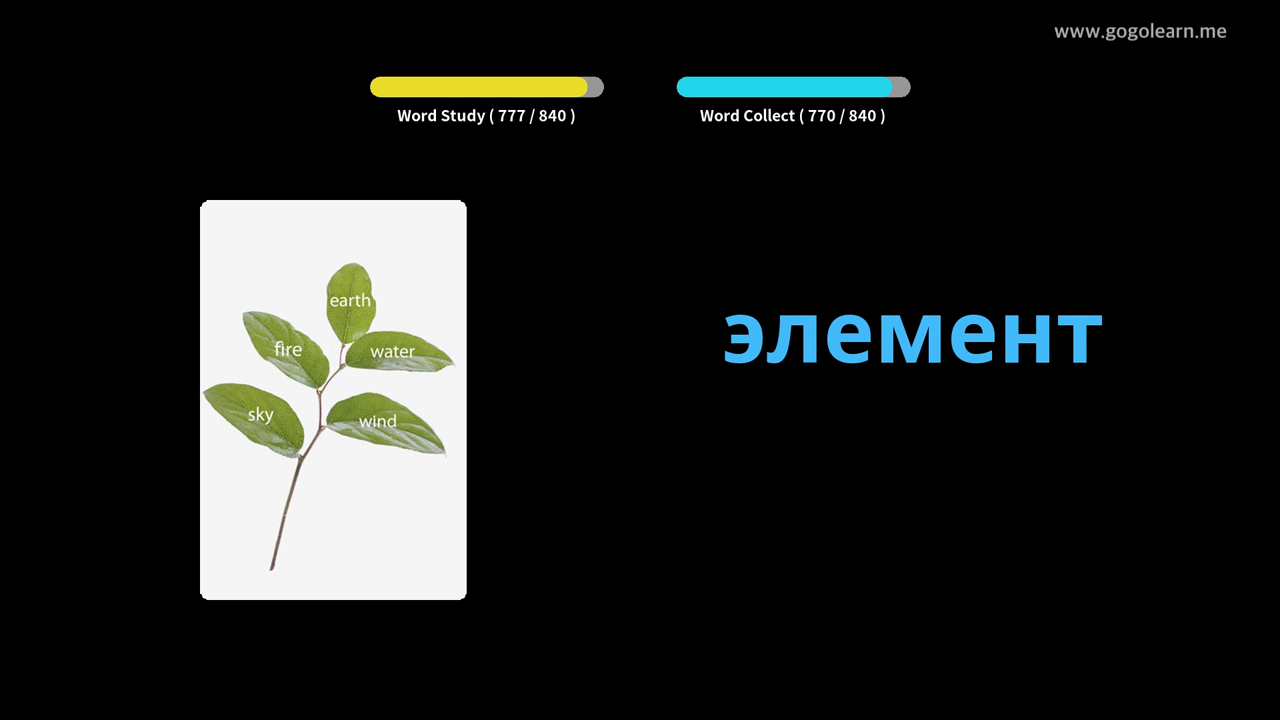 www.gogolearn.me
Word Study ( 777 / 840 )
Word Collect ( 770 / 840 )
earth
fire
water
sky
wind
элемент